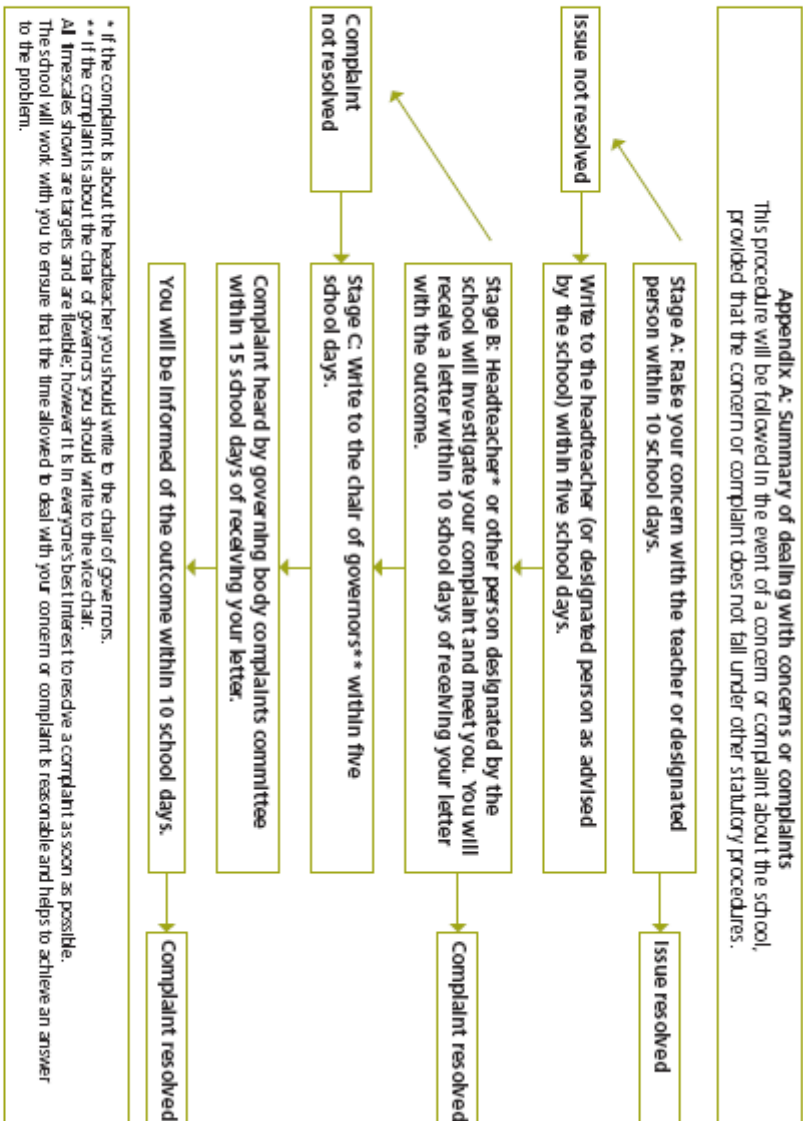 Appendix A: Summary of dealing with concerns or complaints
This procedure will be followed in the event of a concern or complaint about the school,
provided that the concern or complaint does not fall under other statutory procedures.
Stage A: Raise your concern with the teacher or designated
person within 10 school days.
Issue resolved
Issue not resolved
Write to the headteacher (or designated person as advised
by the school) within five school days.
Stage B: Headteacher* or other person designated by the
school will investigate your complaint and meet you. You will
receive a letter within 10 school days of receiving your letter
with the outcome.
Complaint resolved
Complaint
not resolved
Stage C: Write to the chair of governors** within five
school days.
Complaint heard by governing body complaints committee
within 15 school days of receiving your letter.
You will be informed of the outcome within 10 school days.
Complaint resolved
* If the complaint is about the headteacher you should write to the chair of governors.
** If the complaint is about the chair of governors you should write to the vice chair.
All timescales shown are targets and are flexible; however it is in everyone's best interest to resolve a complaint as soon as possible.
The school will work with you to ensure that the time allowed to deal with your concern or complaint is reasonable and helps to achieve an answer
to the problem.